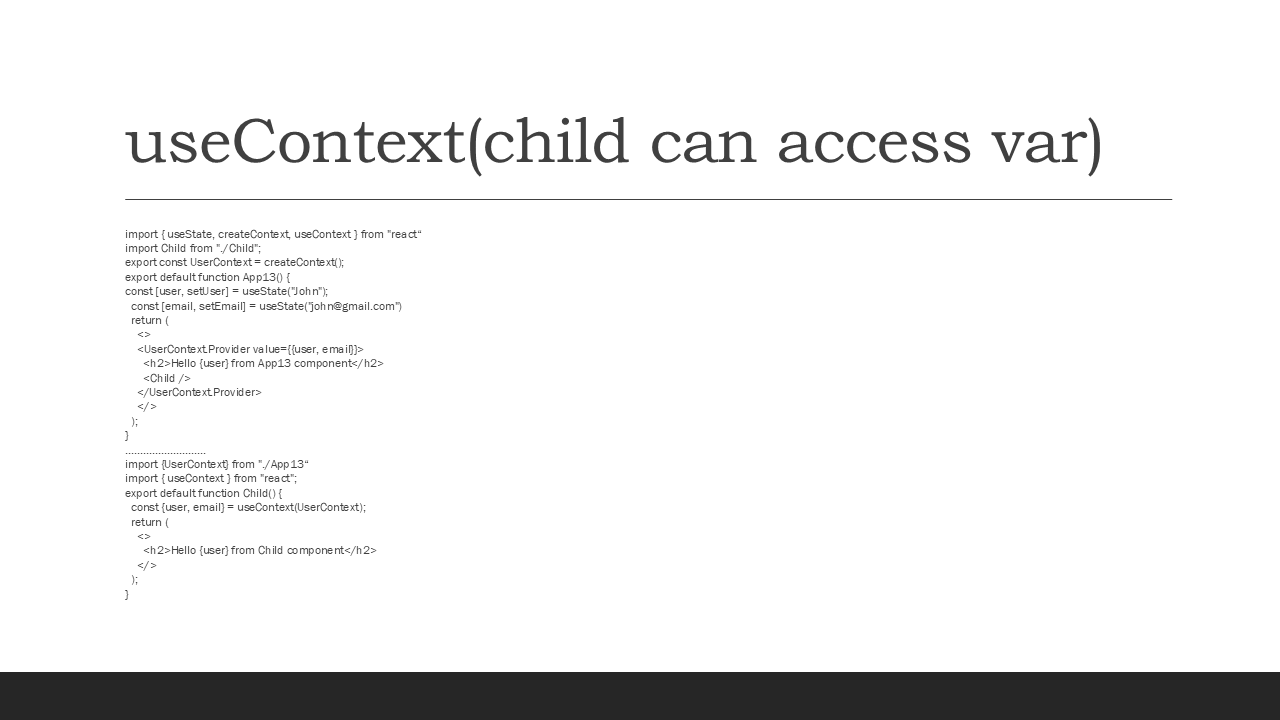 useContext(child can access var)
import { useState, createContext, useContext } from "react“
import Child from "./Child";
export const UserContext = createContext();
export default function App13() {
const [user, setUser] = useState("John");
  const [email, setEmail] = useState("john@gmail.com")
  return (
    <>
    <UserContext.Provider value={{user, email}}>
      <h2>Hello {user} from App13 component</h2>
      <Child />
    </UserContext.Provider>
    </>
  );
}
………………………
import {UserContext} from "./App13“
import { useContext } from "react";
export default function Child() {
  const {user, email} = useContext(UserContext);
  return (
    <>
      <h2>Hello {user} from Child component</h2>
    </>
  );
}